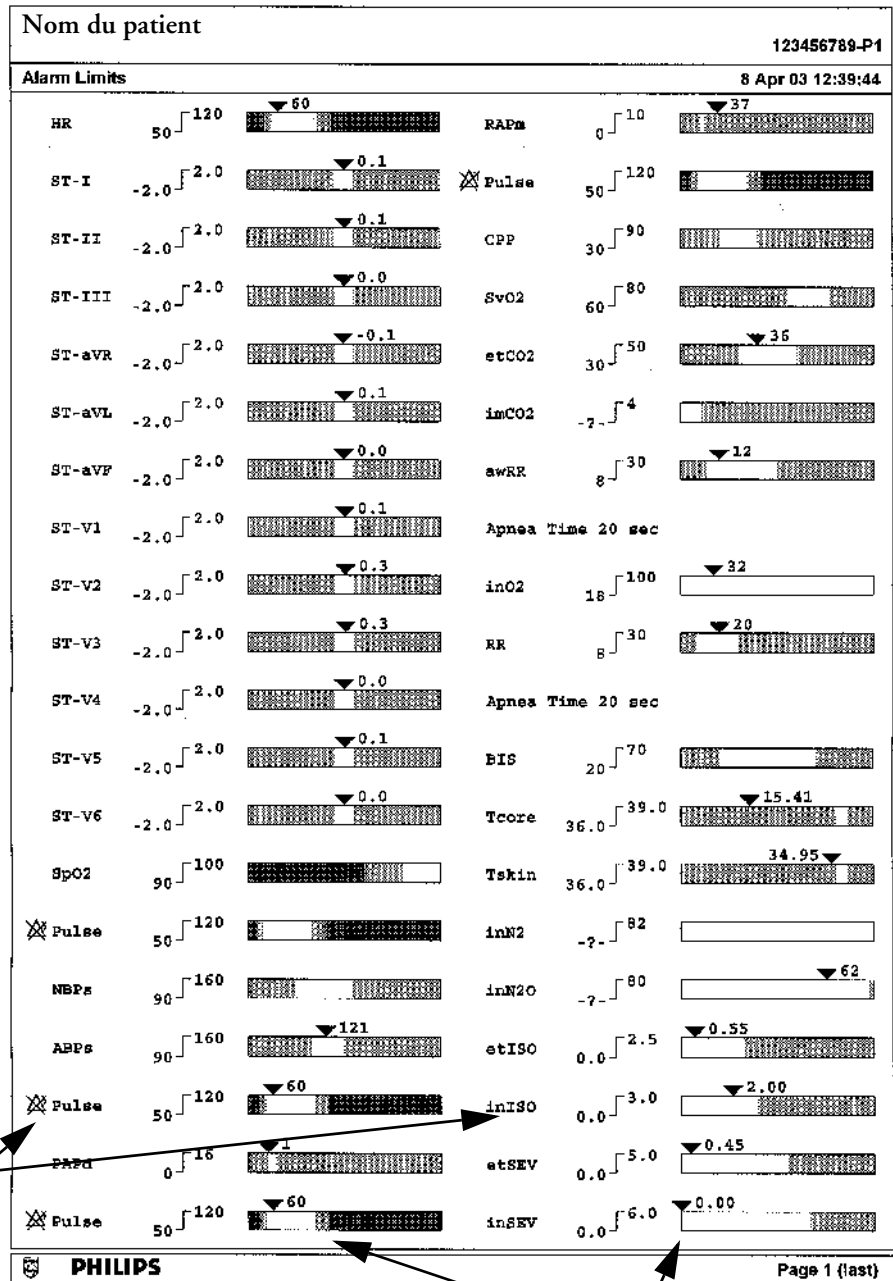 Nom du patient
123456789-P1
Alarm Limits
8 Apr 03 12:39:44
HR 50 120 60
ST-I -2.0 2.0 0.1
ST-II -2.0 2.0 0.1
ST-III -2.0 2.0 0.0
ST-aVR -2.0 2.0 -0.1
ST-aVL -2.0 2.0 0.1
ST-aVF -2.0 2.0 0.0
ST-V1 -2.0 2.0 0.1
ST-V2 -2.0 2.0 0.3
ST-V3 -2.0 2.0 0.3
ST-V4 -2.0 2.0 0.0
ST-V5 -2.0 2.0 0.1
ST-V6 -2.0 2.0 0.0
SpO2 90 100
Pulse 50 120
NBPs 90 160
ABPs 90 160 121
Pulse 50 120 60
PAPd 0 16 1
Pulse 50 120 60
RAPm 0 10 37
Pulse 50 120
CPP 30 90
SvO2 60 80
etCO2 30 50 36
imCO2 -?- 4
awRR 8 30 12
Apnea Time 20 sec
inO2 18 100 32
RR 8 30 20
Apnea Time 20 sec
BIS 20 70
Tcore 36.0 39.0 15.41
Tskin 36.0 39.0 34.95
inN2 -?- 82
inN2O -?- 80 62
etISO 0.0 2.5 0.55
inISO 0.0 3.0 2.00
etSEV 0.0 5.0 0.45
inSEV 0.0 6.0 0.00
PHILIPS
Page 1 (last)